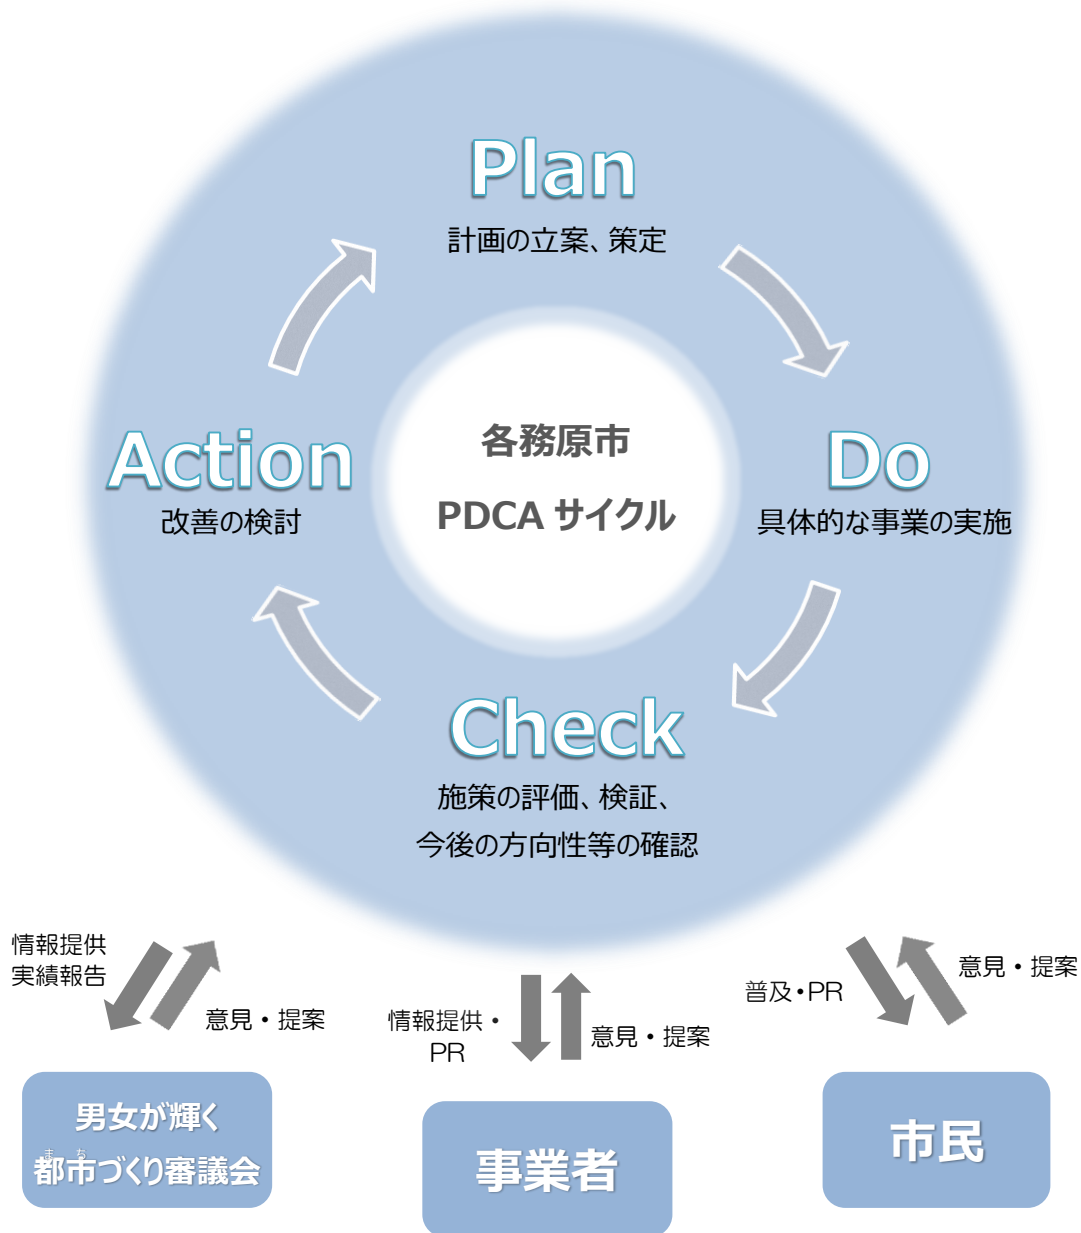 Plan
計画の立案、策定
Action
改善の検討
各務原市
PDCA サイクル
Do
具体的な事業の実施
Check
施策の評価、検証、
今後の方向性等の確認
情報提供
実績報告
意見・提案
情報提供・
PR
意見・提案
普及・PR
意見・提案
男女が輝く
まち
都市づくり審議会
事業者
市民